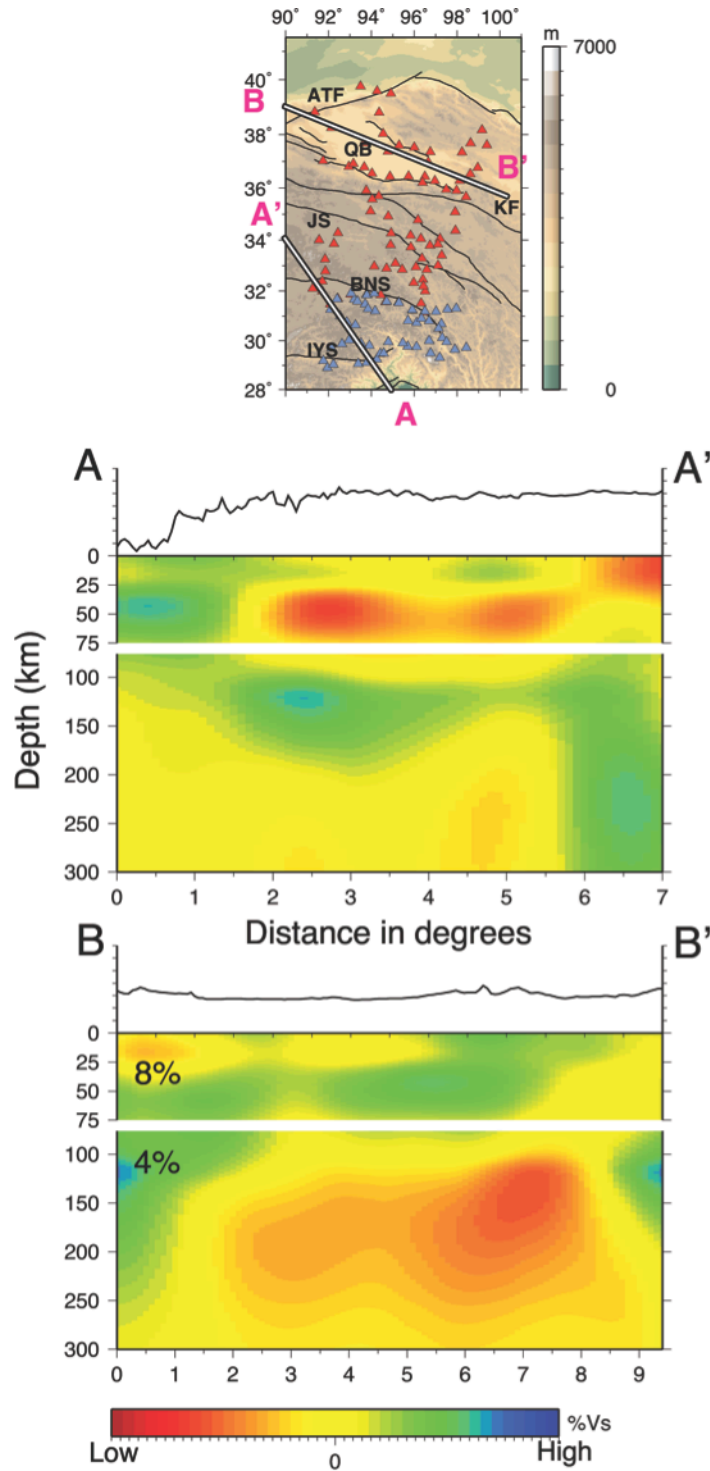 90° 92° 94° 96° 98° 100°
m
7000
40°
ATF
B
38°
QB
B'
36°
A'
KF
JS
34°
32°
BNS
30°
IYS
28°
0
A
A
A'
0
25
50
75
100
150
200
250
300
Depth (km)
0 1 2 3 4 5 6 7
B
Distance in degrees
B'
0
25
8%
50
75
100
4%
150
200
250
300
0 1 2 3 4 5 6 7 8 9
%Vs
Low
0
High